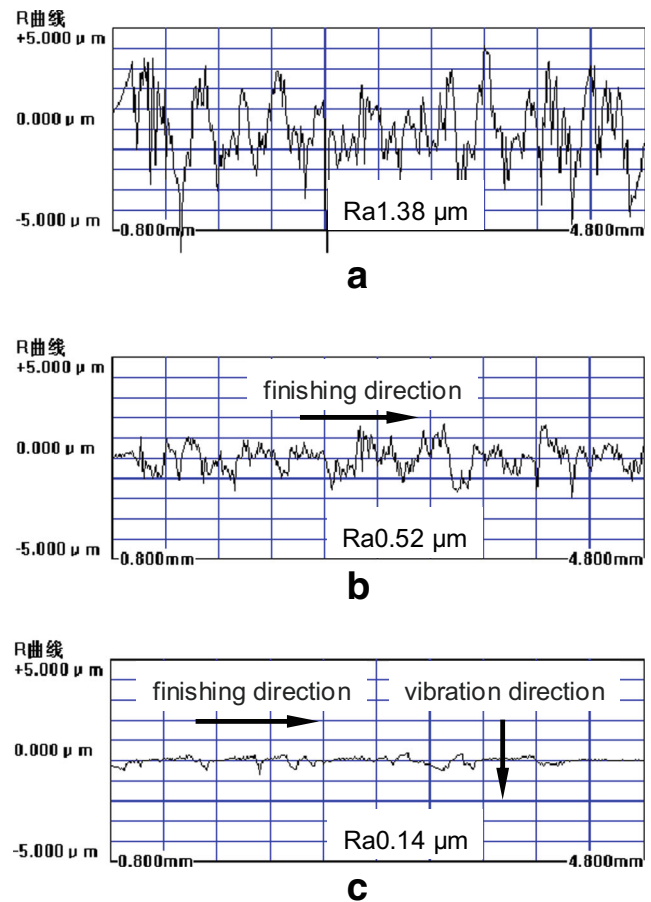 R曲线
+5.000 μ m
0.000 μ m
-5.000 μ m
0.800mm
4.800mm
Ra1.38 μm
a
R曲线
+5.000 μ m
finishing direction
0.000 μ m
-5.000 μ m
0.800mm
4.800mm
Ra0.52 μm
b
R曲线
+5.000 μ m
finishing direction
vibration direction
0.000 μ m
-5.000 μ m
0.800mm
4.800mm
Ra0.14 μm
c